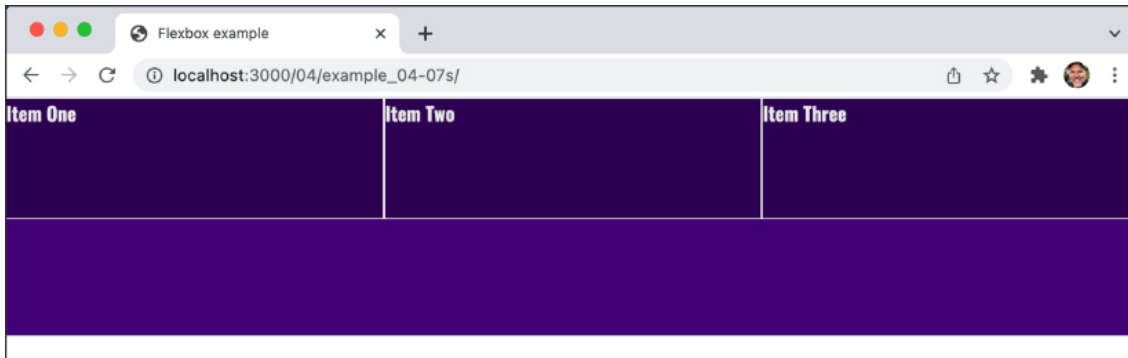 Flexbox example
localhost:3000/04/example_04-07s/
Item One
Item Two
Item Three